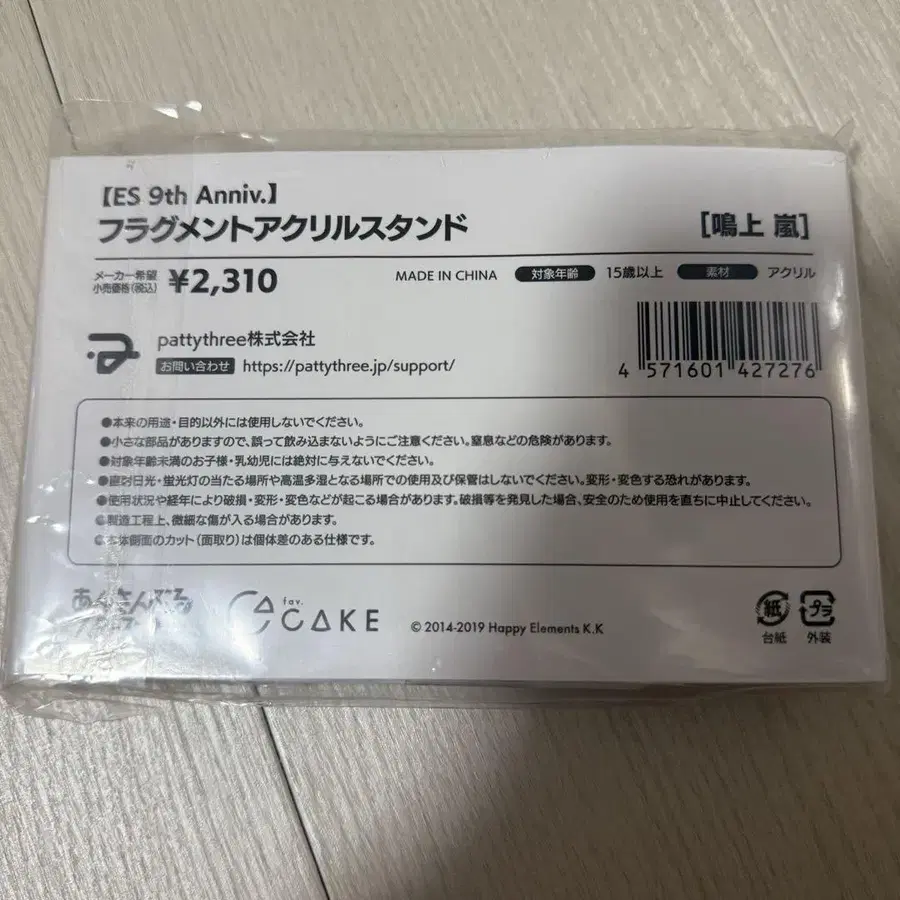 【ES 9th Anniv.】
フラグメントアクリルスタンド
［鳴上 嵐］
メーカー希望
小売価格（税込）
¥2,310
MADE IN CHINA
対象年齢 15歳以上
素材 アクリル
pattythree株式会社
お問い合わせ https://pattythree.jp/support/
4 571601 427276
●本来の用途・目的以外には使用しないでください。
●小さな部品がありますので、誤って飲み込まないようにご注意ください。窒息などの危険があります。
●対象年齢未満のお子様・乳幼児には絶対に与えないでください。
●直射日光・蛍光灯の当たる場所や高温多湿となる場所での使用及び保管はしないでください。変形・変色する恐れがあります。
●使用状況や経年により破損・変形・変色などが起こる場合があります。破損等を発見した場合、安全のため使用を直ちに中止してください。
●製造工程上、微細な傷が入る場合があります。
●本体側面のカット（面取り）は個体差のある仕様です。
あんさんぶる
fav.
CAKE
© 2014-2019 Happy Elements K.K
紙
台紙
プラ
外装